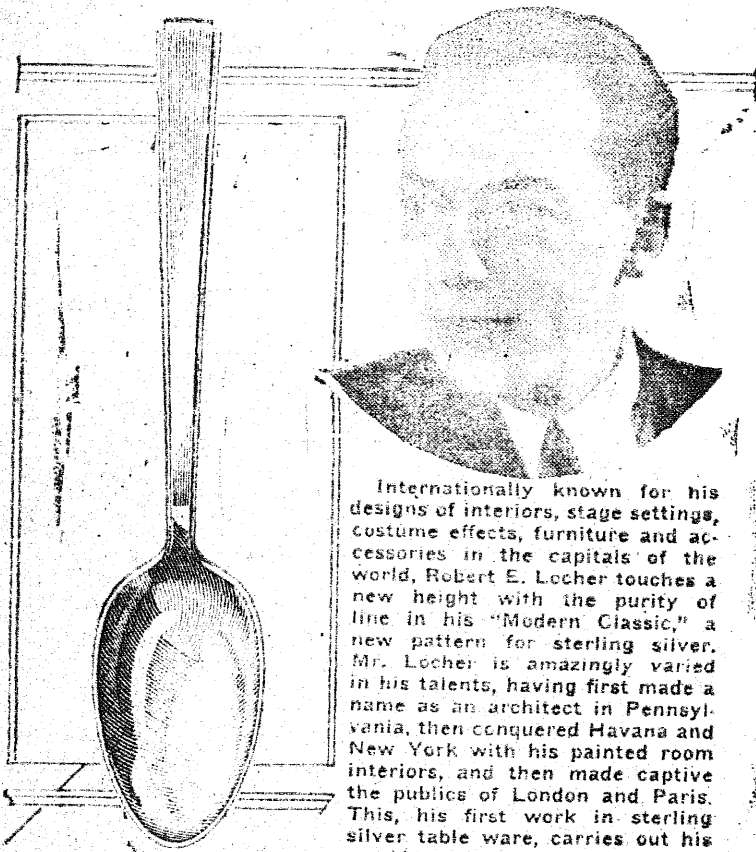 Internationally known for his
designs of interiors, stage settings,
costume effects, furniture and ac-
cessories in the capitals of the
world, Robert E. Locher touches a
new height with the purity of
line in his "Modern Classic," a
new pattern for sterling silver.
Mr. Locher is amazingly varied
in his talents, having first made a
name as an architect in Pennsyl-
vania, then conquered Havana and
New York with his painted room
interiors, and then made captive
the publics of London and Paris.
This, his first work in sterling
silver table ware, carries out his